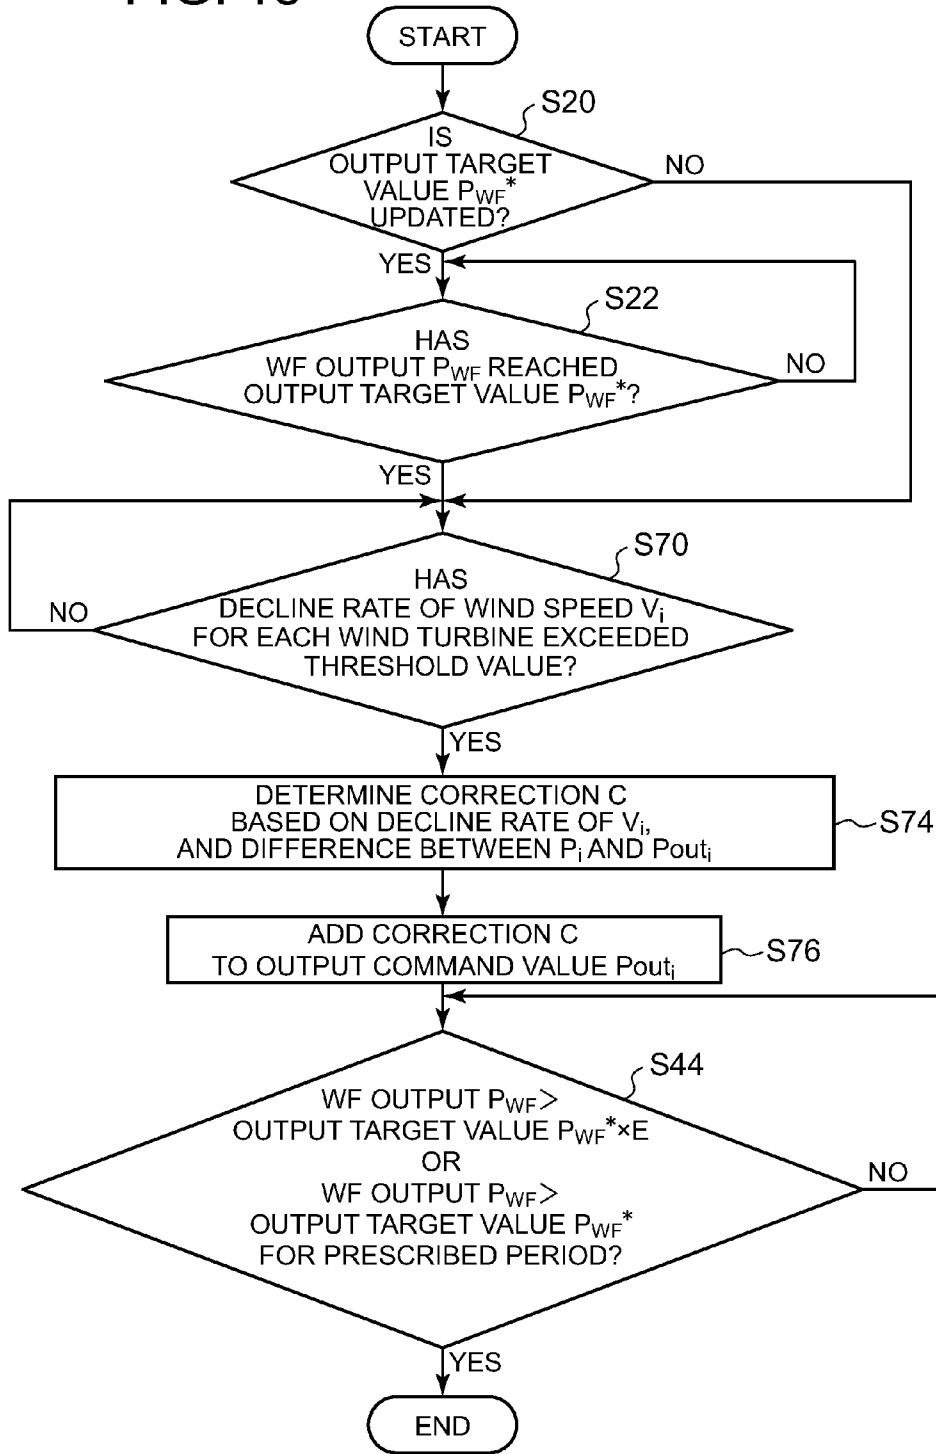 START
S20
IS
OUTPUT TARGET
VALUE PWF*
UPDATED?
NO
YES
S22
HAS
WF OUTPUT PWF REACHED
OUTPUT TARGET VALUE PWF*?
NO
YES
S70
HAS
DECLINE RATE OF WIND SPEED Vi
FOR EACH WIND TURBINE EXCEEDED
THRESHOLD VALUE?
NO
YES
DETERMINE CORRECTION C
BASED ON DECLINE RATE OF Vi,
AND DIFFERENCE BETWEEN Pi AND Pouti
S74
ADD CORRECTION C
TO OUTPUT COMMAND VALUE Pouti
S76
S44
WF OUTPUT PWF>
OUTPUT TARGET VALUE PWF*×E
OR
WF OUTPUT PWF>
OUTPUT TARGET VALUE PWF*
FOR PRESCRIBED PERIOD?
NO
YES
END